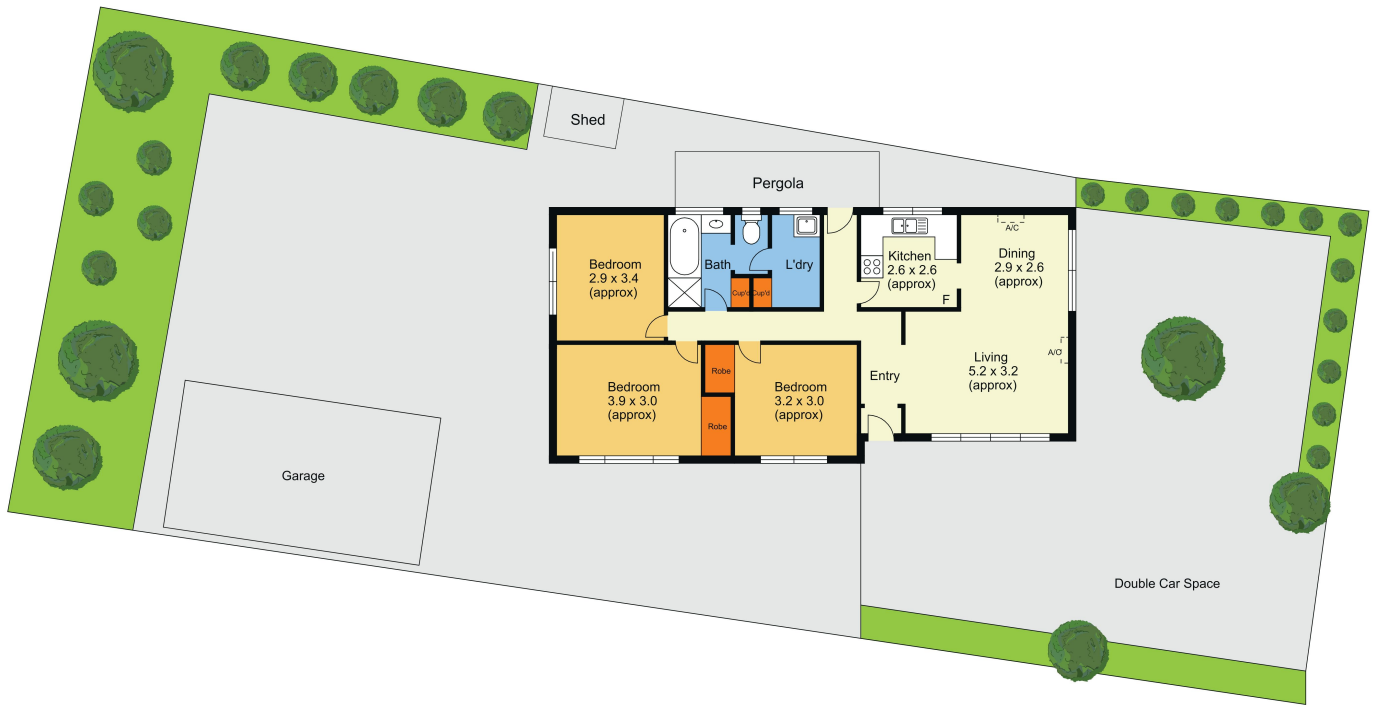 Shed
Pergola
A/C
Bedroom
2.9 x 3.4
(approx)
Bath
L'dry
Kitchen
2.6 x 2.6
(approx)
Dining
2.9 x 2.6
(approx)
Cup'd
Cup'd
F
A/C
Bedroom
3.9 x 3.0
(approx)
Robe
Robe
Bedroom
3.2 x 3.0
(approx)
Entry
Living
5.2 x 3.2
(approx)
Garage
Double Car Space